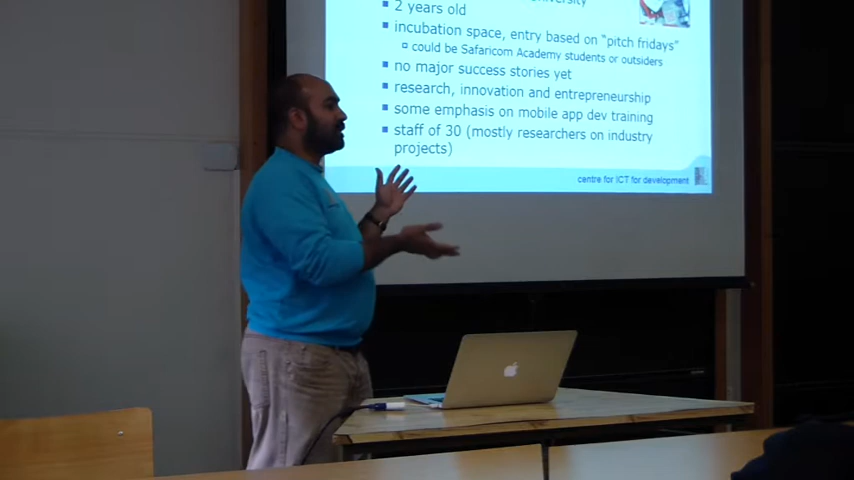 university
2 years old
incubation space, entry based on "pitch fridays"
could be Safaricom Academy students or outsiders
no major success stories yet
research, innovation and entrepreneurship
some emphasis on mobile app dev training
staff of 30 (mostly researchers on industry
projects)
centre for ICT for development